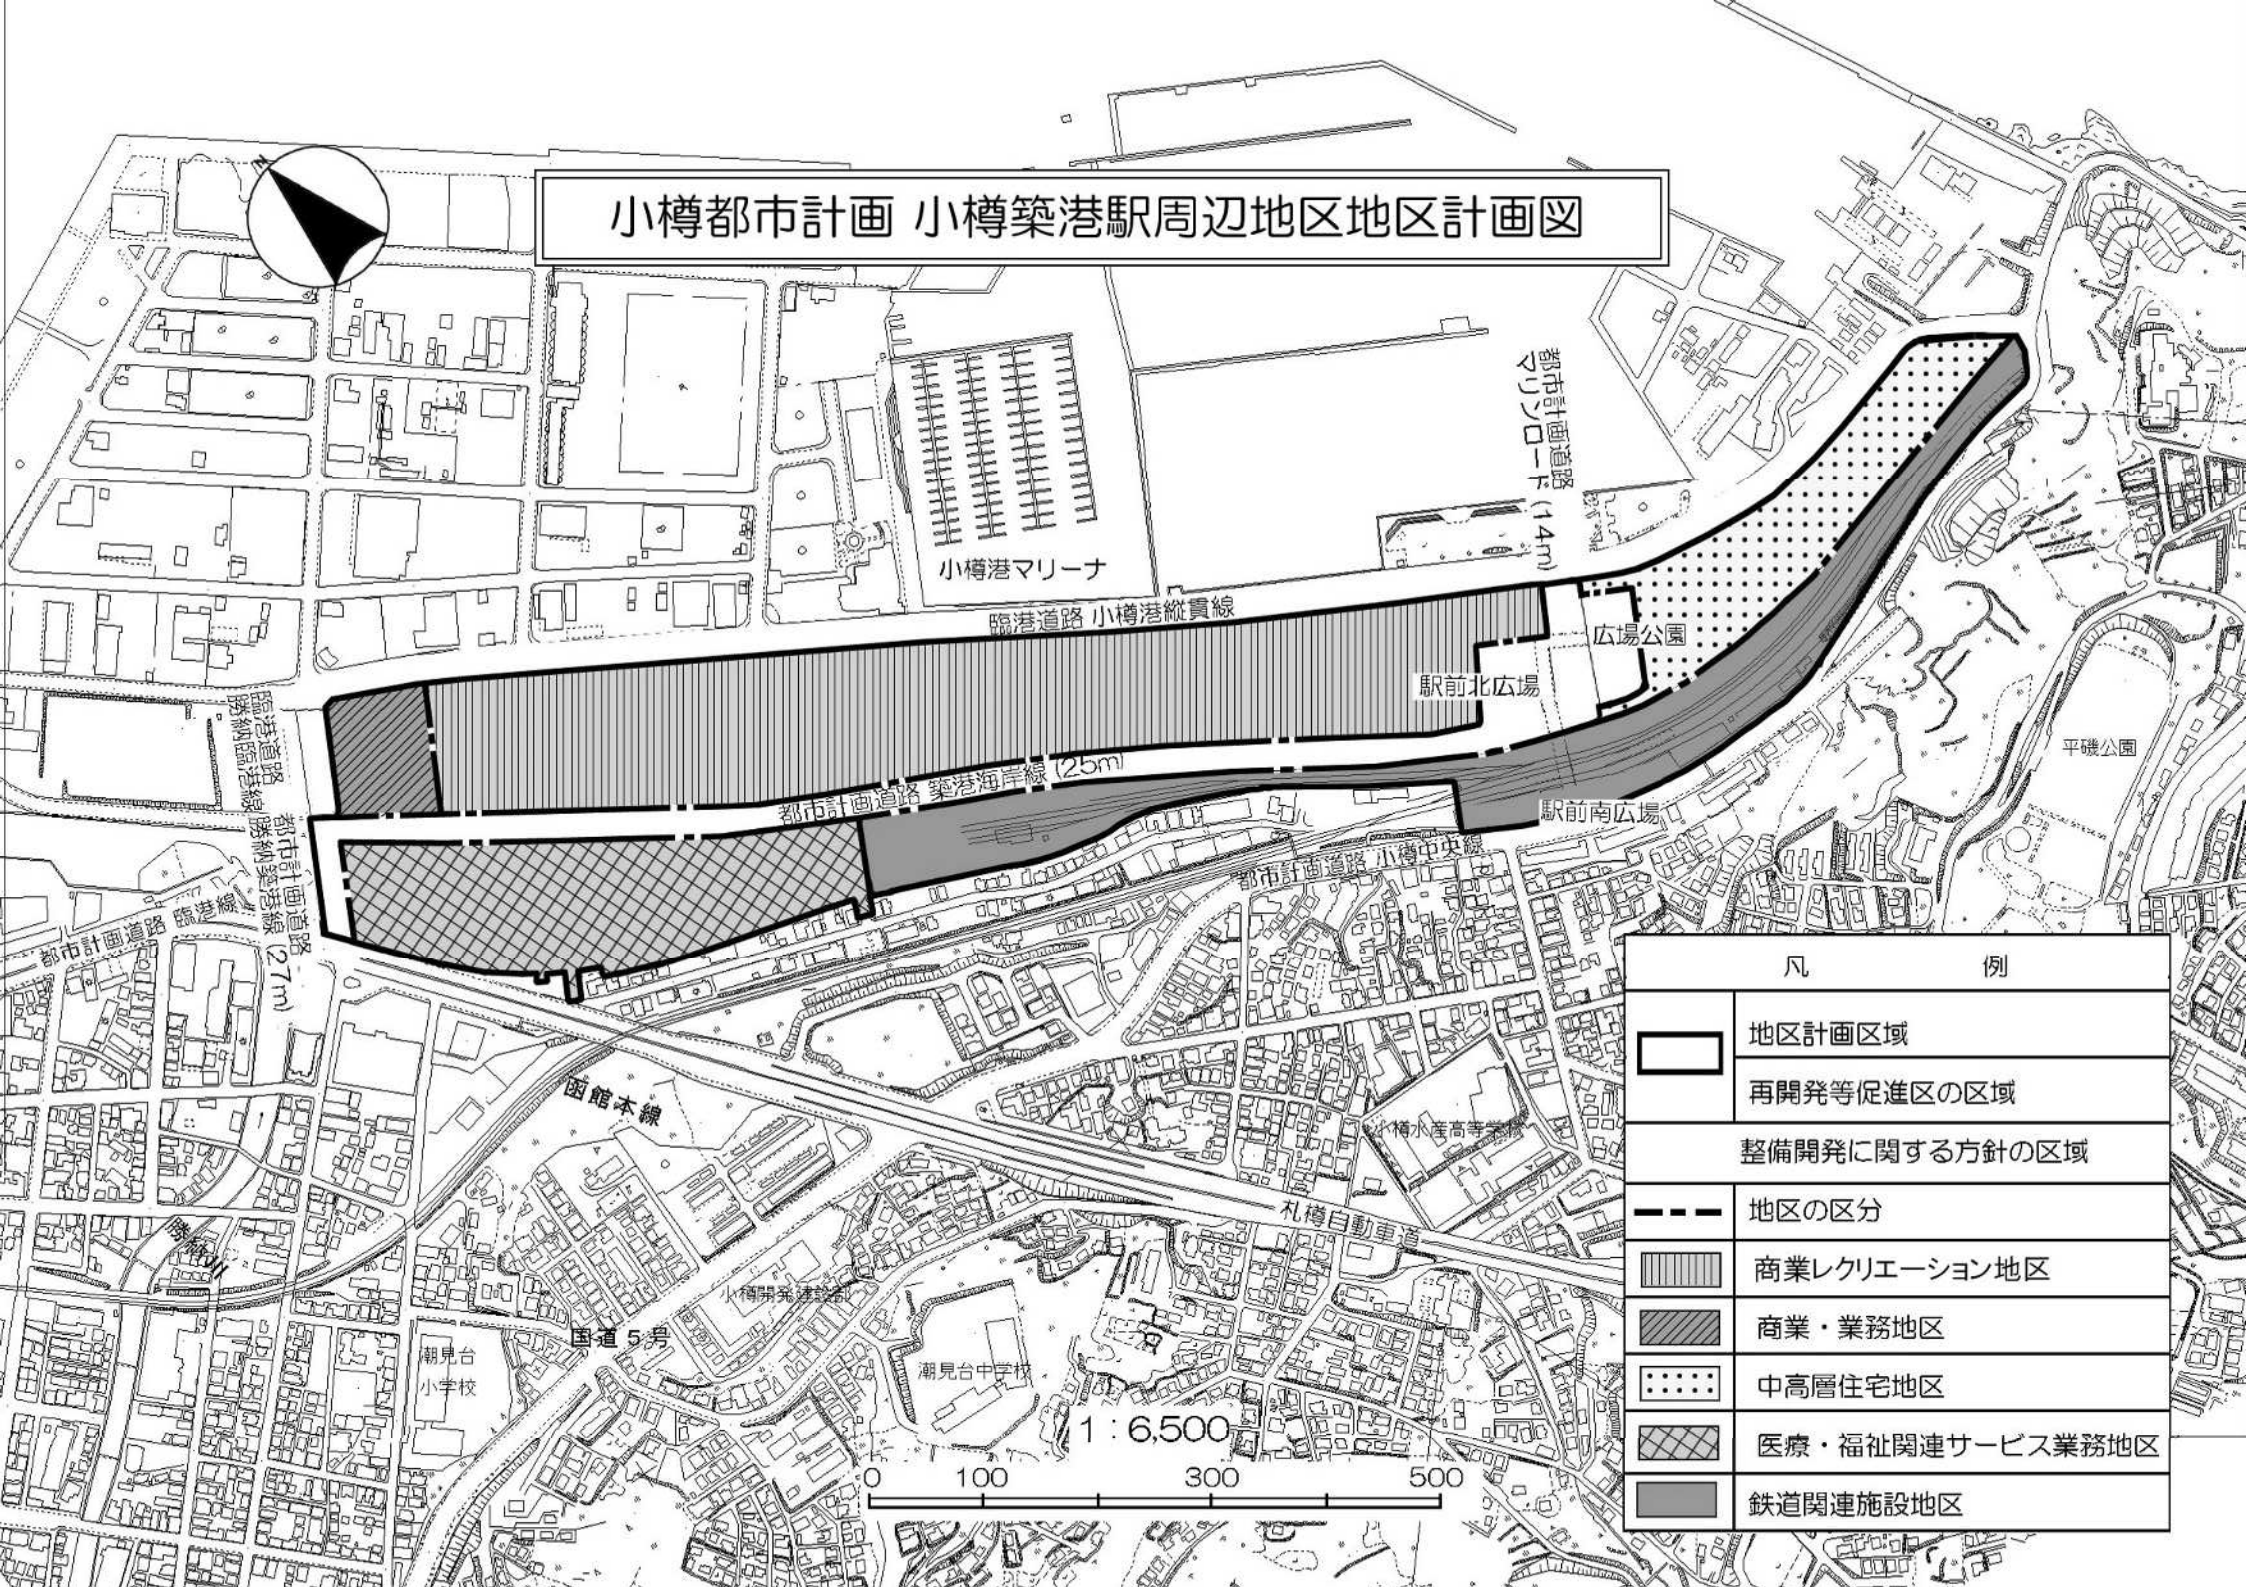 N
小樽都市計画 小樽築港駅周辺地区地区計画図
都市計画道路
マリンロード (14m)
小樽港マリーナ
臨港道路 小樽港縦貫線
広場公園
駅前北広場
臨港道路
勝納臨港線
都市計画道路 築港海岸線 (25m)
平磯公園
駅前南広場
都市計画道路
勝納築港線 (27m)
都市計画道路 小樽中央線
都市計画道路 臨港線
函館本線
小樽水産高等学校
札樽自動車道
勝納川
小樽開発建設部
国道5号
潮見台
小学校
潮見台中学校
1:6,500
0 100 300 500
凡 例
地区計画区域
再開発等促進区の区域
整備開発に関する方針の区域
地区の区分
商業レクリエーション地区
商業・業務地区
中高層住宅地区
医療・福祉関連サービス業務地区
鉄道関連施設地区